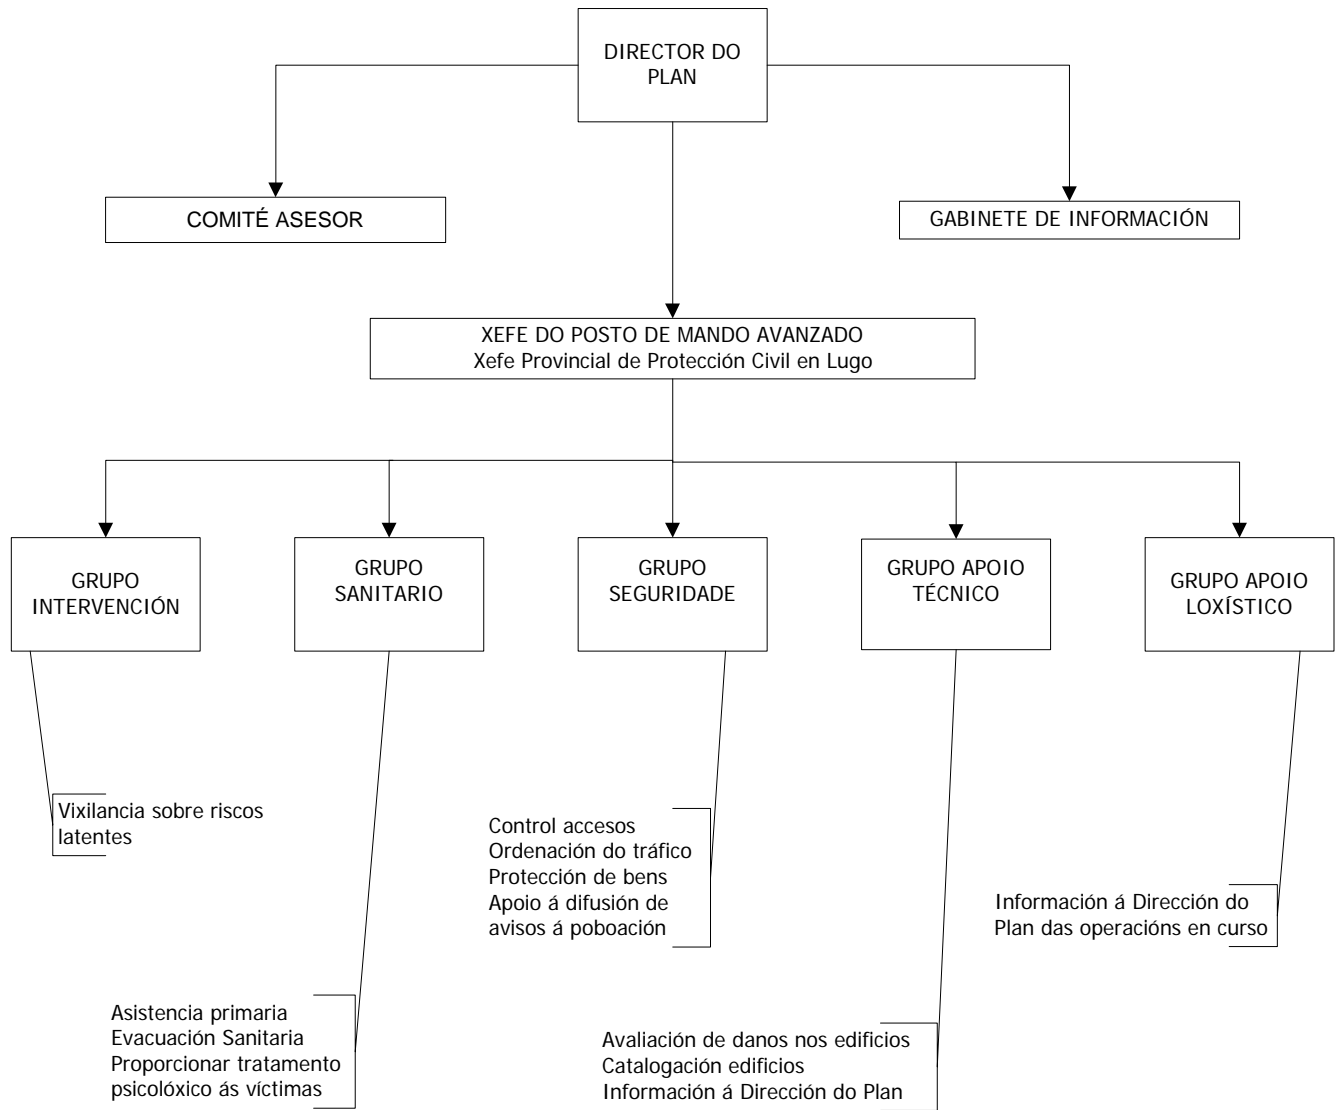 DIRECTOR DO
PLAN
COMITÉ ASESOR
GABINETE DE INFORMACIÓN
XEFE DO POSTO DE MANDO AVANZADO
Xefe Provincial de Protección Civil en Lugo
GRUPO
INTERVENCIÓN
GRUPO
SANITARIO
GRUPO
SEGURIDADE
GRUPO APOIO
TÉCNICO
GRUPO APOIO
LOXÍSTICO
Vixilancia sobre riscos
latentes
Control accesos
Ordenación do tráfico
Protección de bens
Apoio á difusión de
avisos á poboación
Información á Dirección do
Plan das operacións en curso
Asistencia primaria
Evacuación Sanitaria
Proporcionar tratamento
psicolóxico ás víctimas
Avaliación de danos nos edificios
Catalogación edificios
Información á Dirección do Plan